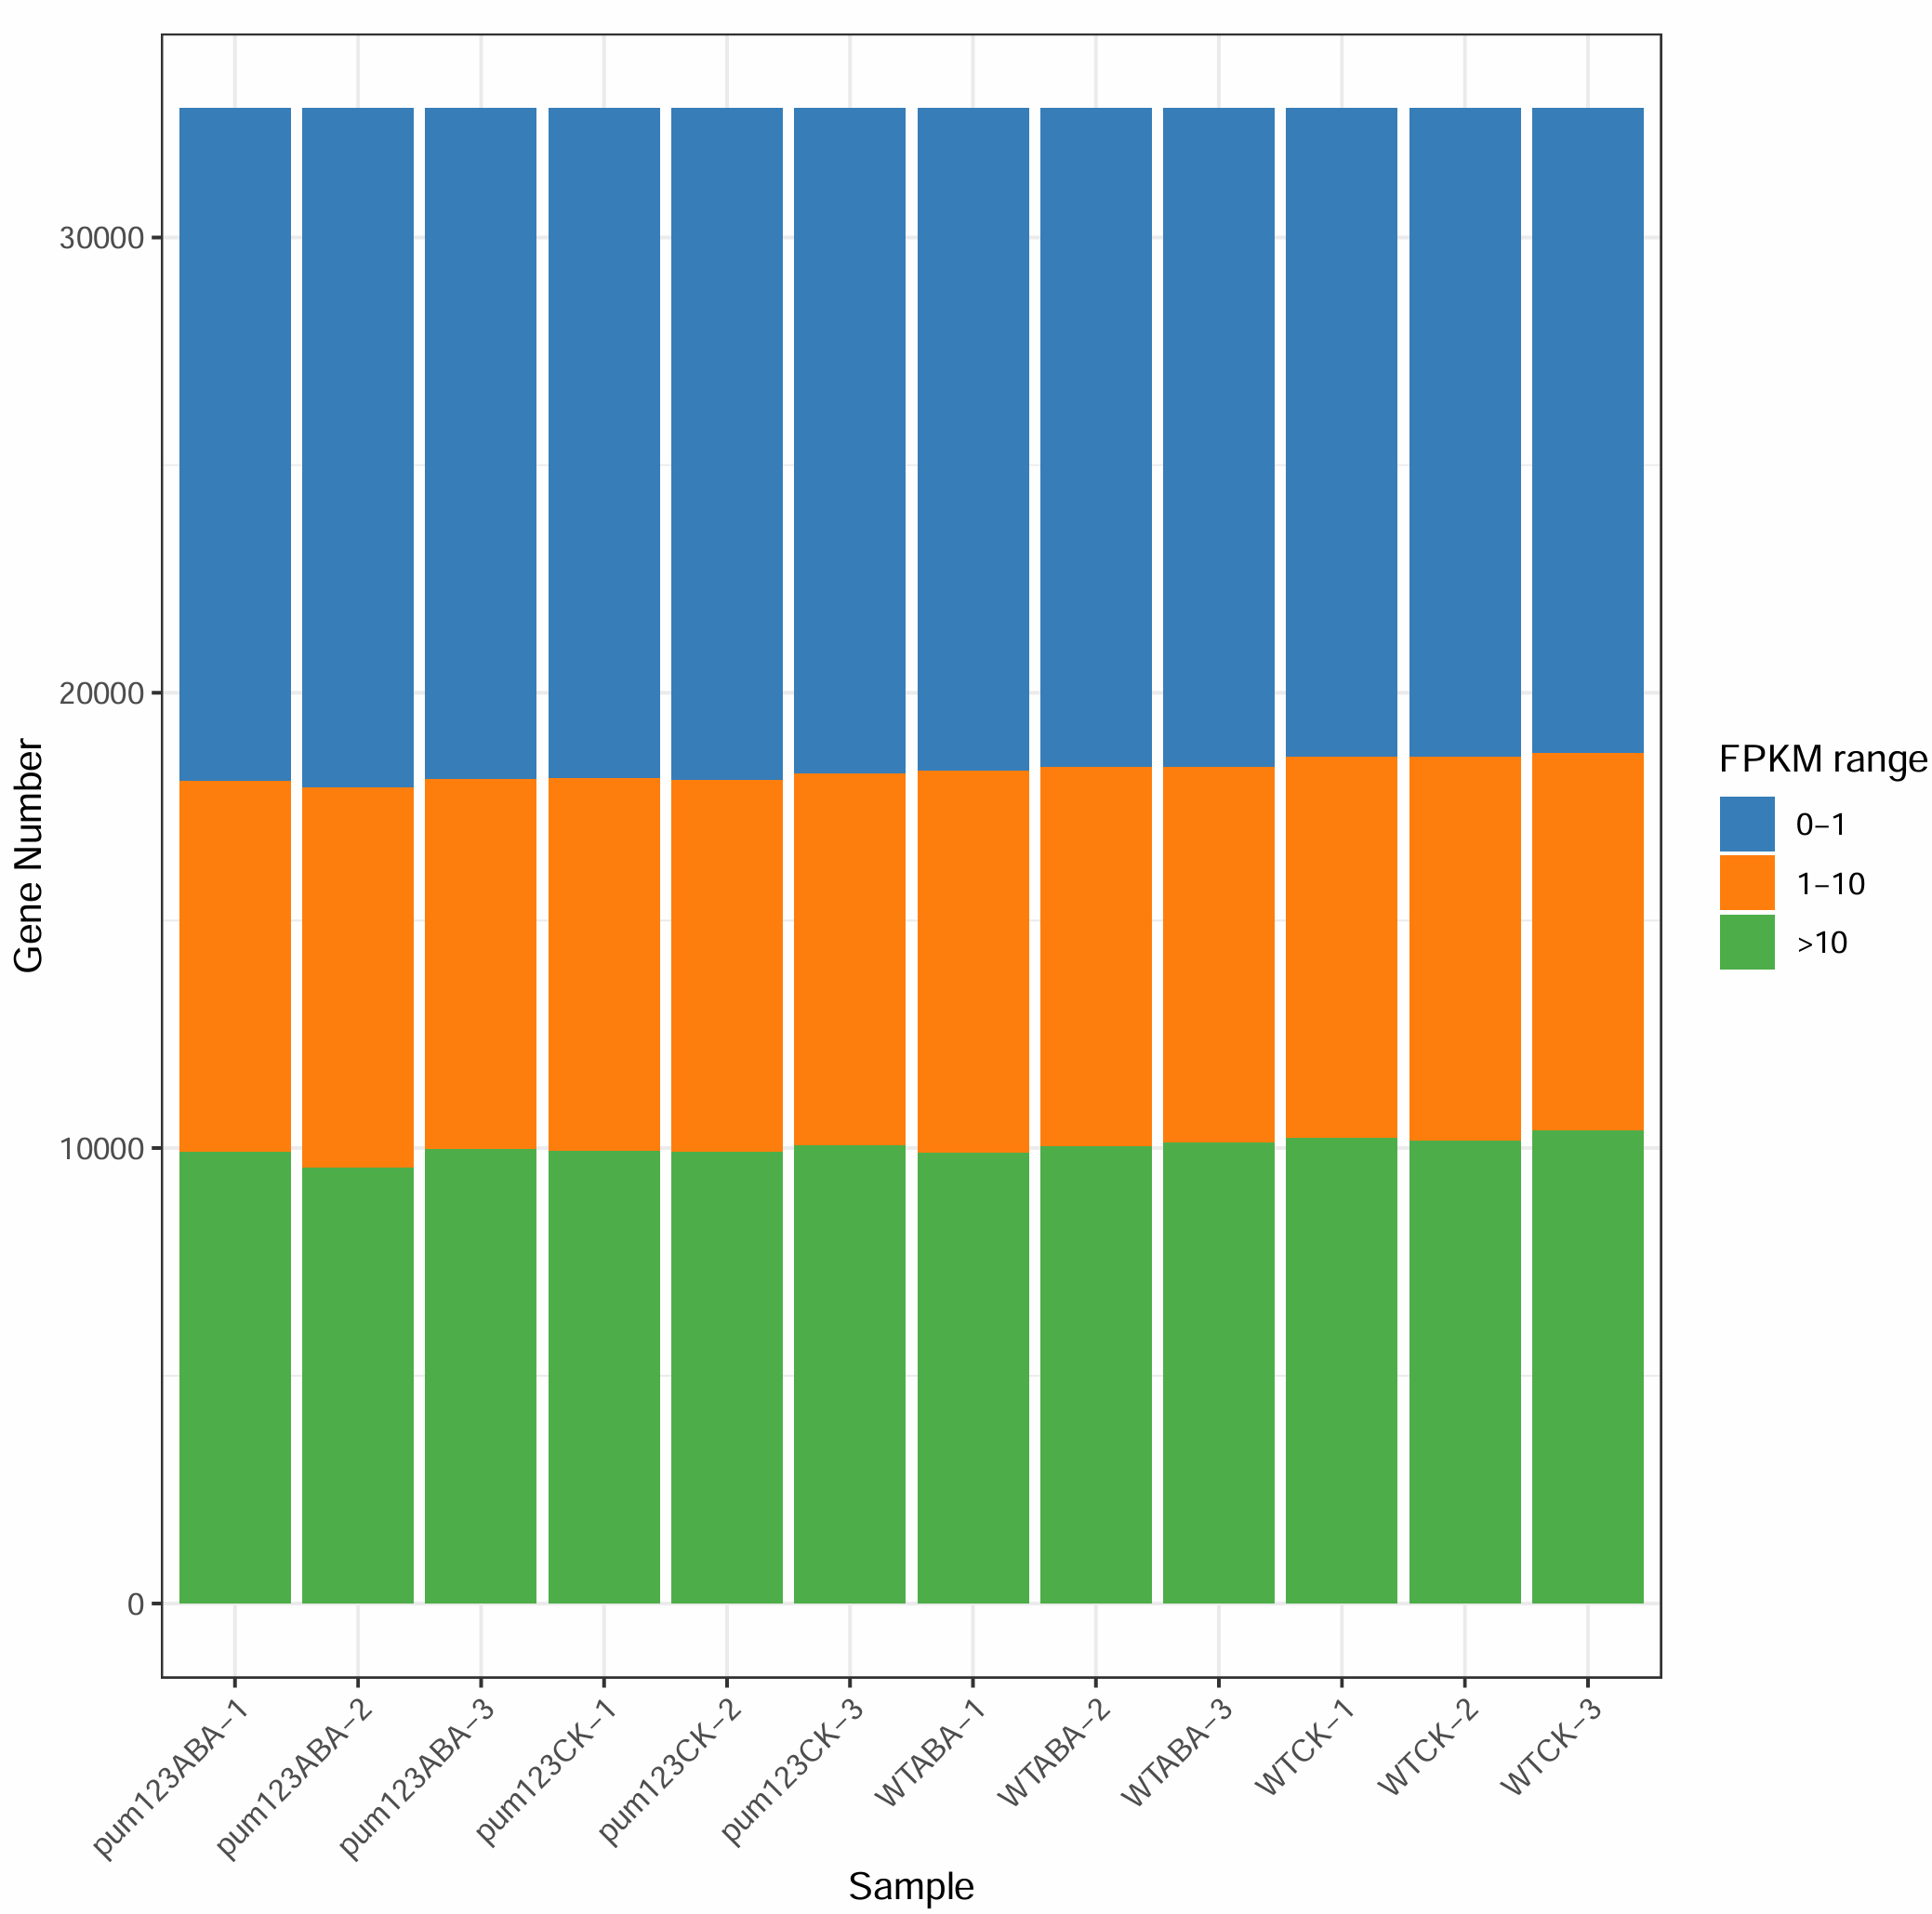 30000
20000
10000
0
Gene Number
pum123ABA−1
pum123ABA−2
pum123ABA−3
pum123CK−1
pum123CK−2
pum123CK−3
WTABA−1
WTABA−2
WTABA−3
WTCK−1
WTCK−2
WTCK−3
Sample
FPKM range
0−1
1−10
>10